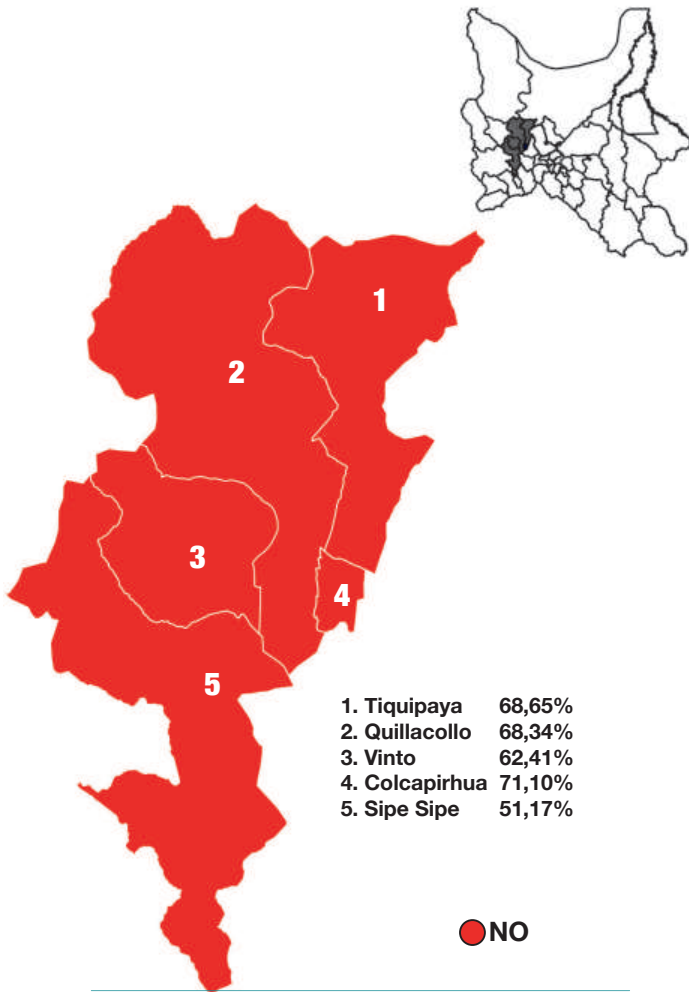 1
2
3
4
5
1. Tiquipaya 68,65%
2. Quillacollo 68,34%
3. Vinto 62,41%
4. Colcapirhua 71,10%
5. Sipe Sipe 51,17%
NO